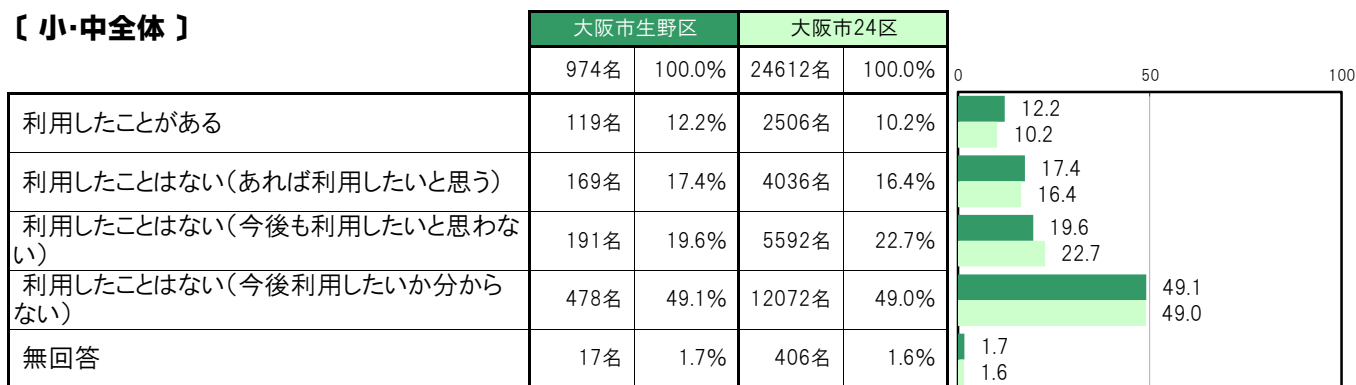 〔 小・中全体 〕
大阪市生野区 大阪市24区
974名 100.0% 24612名 100.0% 0 50 100
利用したことがある 119名 12.2% 2506名 10.2% 12.2
10.2
利用したことはない（あれば利用したいと思う） 169名 17.4% 4036名 16.4% 17.4
16.4
利用したことはない（今後も利用したいと思わな
い） 191名 19.6% 5592名 22.7% 19.6
22.7
利用したことはない（今後利用したいか分から
ない） 478名 49.1% 12072名 49.0% 49.1
49.0
無回答 17名 1.7% 406名 1.6% 1.7
1.6